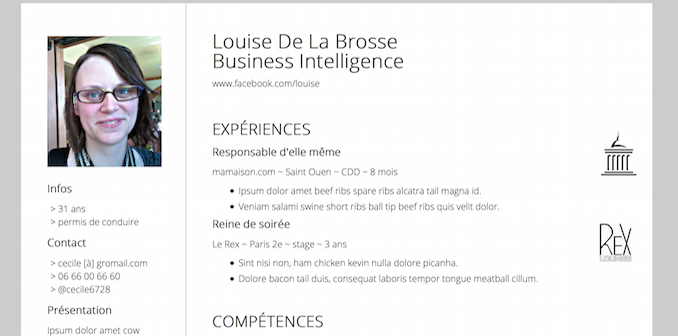 Louise De La Brosse
Business Intelligence
www.facebook.com/louise
EXPÉRIENCES
Responsable d'elle même
mamaison.com ~ Saint Ouen ~ CDD ~ 8 mois
Ipsum dolor amet beef ribs spare ribs alcatra tail magna id.
Veniam salami swine short ribs ball tip beef ribs quis velit dolor.
Reine de soirée
Le Rex ~ Paris 2e ~ stage ~ 3 ans
Sint nisi non, ham chicken kevin nulla dolore picanha.
Dolore bacon tail duis, consequat laboris tempor tongue meatball cillum.
REX
COMPÉTENCES
Infos
> 31 ans
> permis de conduire
Contact
> cecile [à] gromail.com
> 06 66 00 66 60
> @cecile6728
Présentation
Ipsum dolor amet cow